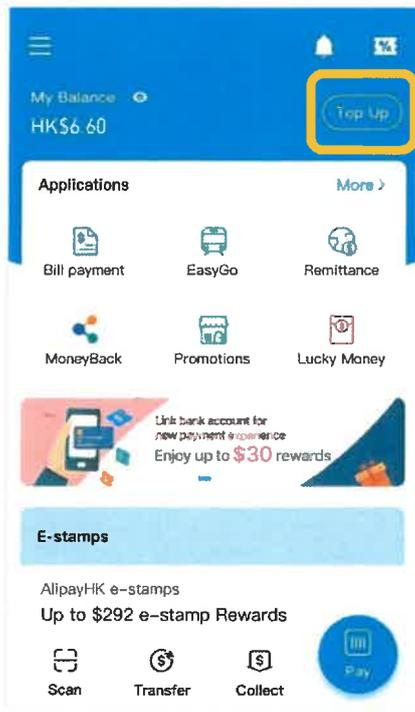 My Balance
HK$6.60
Top Up
Applications
More >
Bill payment
EasyGo
Remittance
MoneyBack
Promotions
Lucky Money
Link bank account for
new payment experience
Enjoy up to $30 rewards
E-stamps
AlipayHK e-stamps
Up to $292 e-stamp Rewards
Scan
Transfer
Collect
Pay